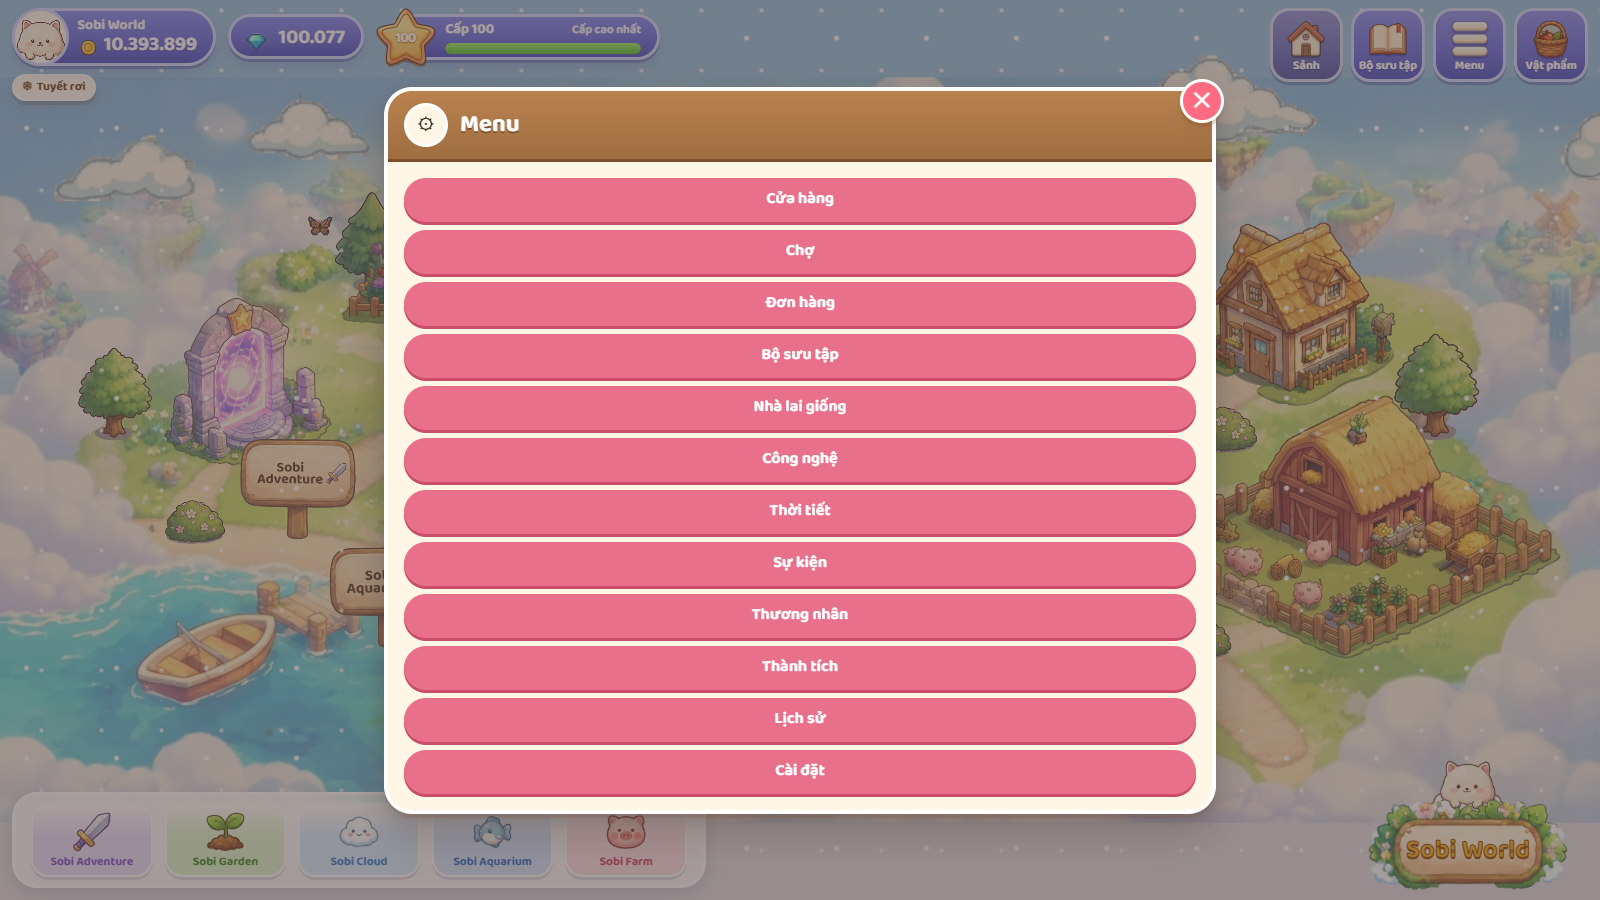 Sobi World
10.393.899
100.077
100
Cấp 100
Cấp cao nhất
Sảnh
Bộ sưu tập
Menu
Vật phẩm
❄ Tuyết rơi
Menu
Cửa hàng
Chợ
Đơn hàng
Bộ sưu tập
Nhà lai giống
Công nghệ
Thời tiết
Sự kiện
Thương nhân
Thành tích
Lịch sử
Cài đặt
Sobi
Adventure
Sobi Adventure
Sobi Garden
Sobi Cloud
Sobi Aquarium
Sobi Farm
Sobi World